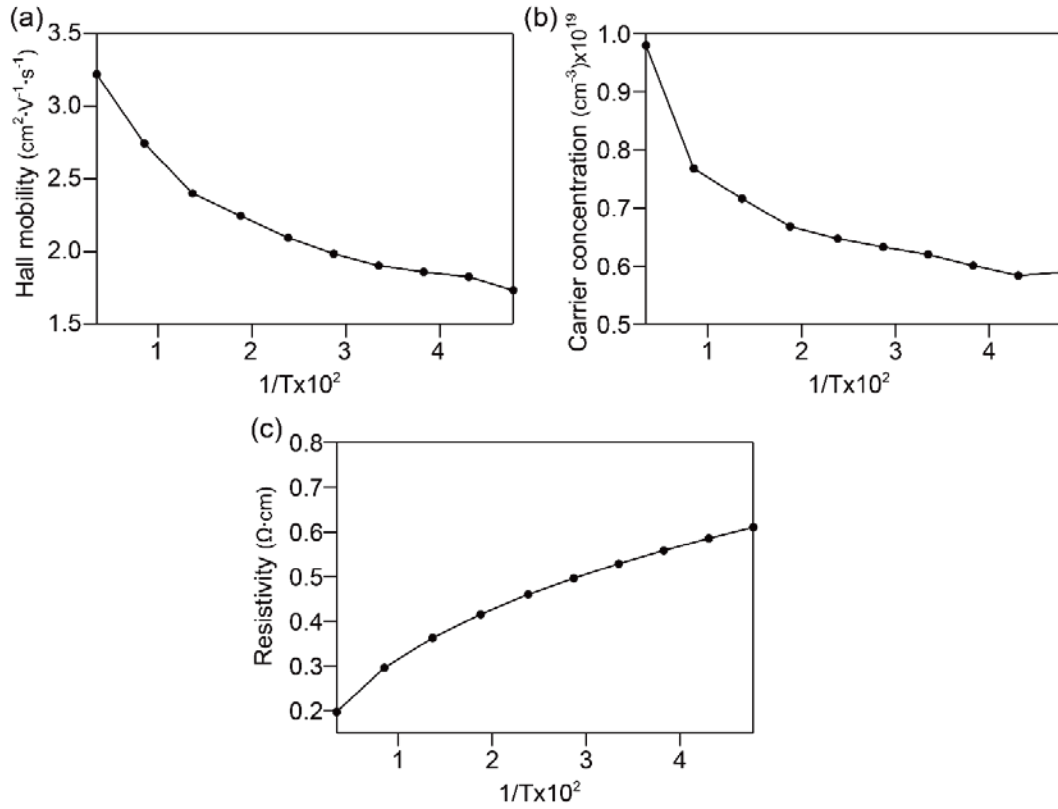 (a)
Hall mobility (cm²·V⁻¹·s⁻¹)
3.5
3.0
2.5
2.0
1.5
1 2 3 4
1/Tx10²
(b)
Carrier concentration (cm⁻³)x10¹⁹
1.0
0.9
0.8
0.7
0.6
0.5
1 2 3 4
1/Tx10²
(c)
Resistivity (Ω·cm)
0.8
0.7
0.6
0.5
0.4
0.3
0.2
1 2 3 4
1/Tx10²